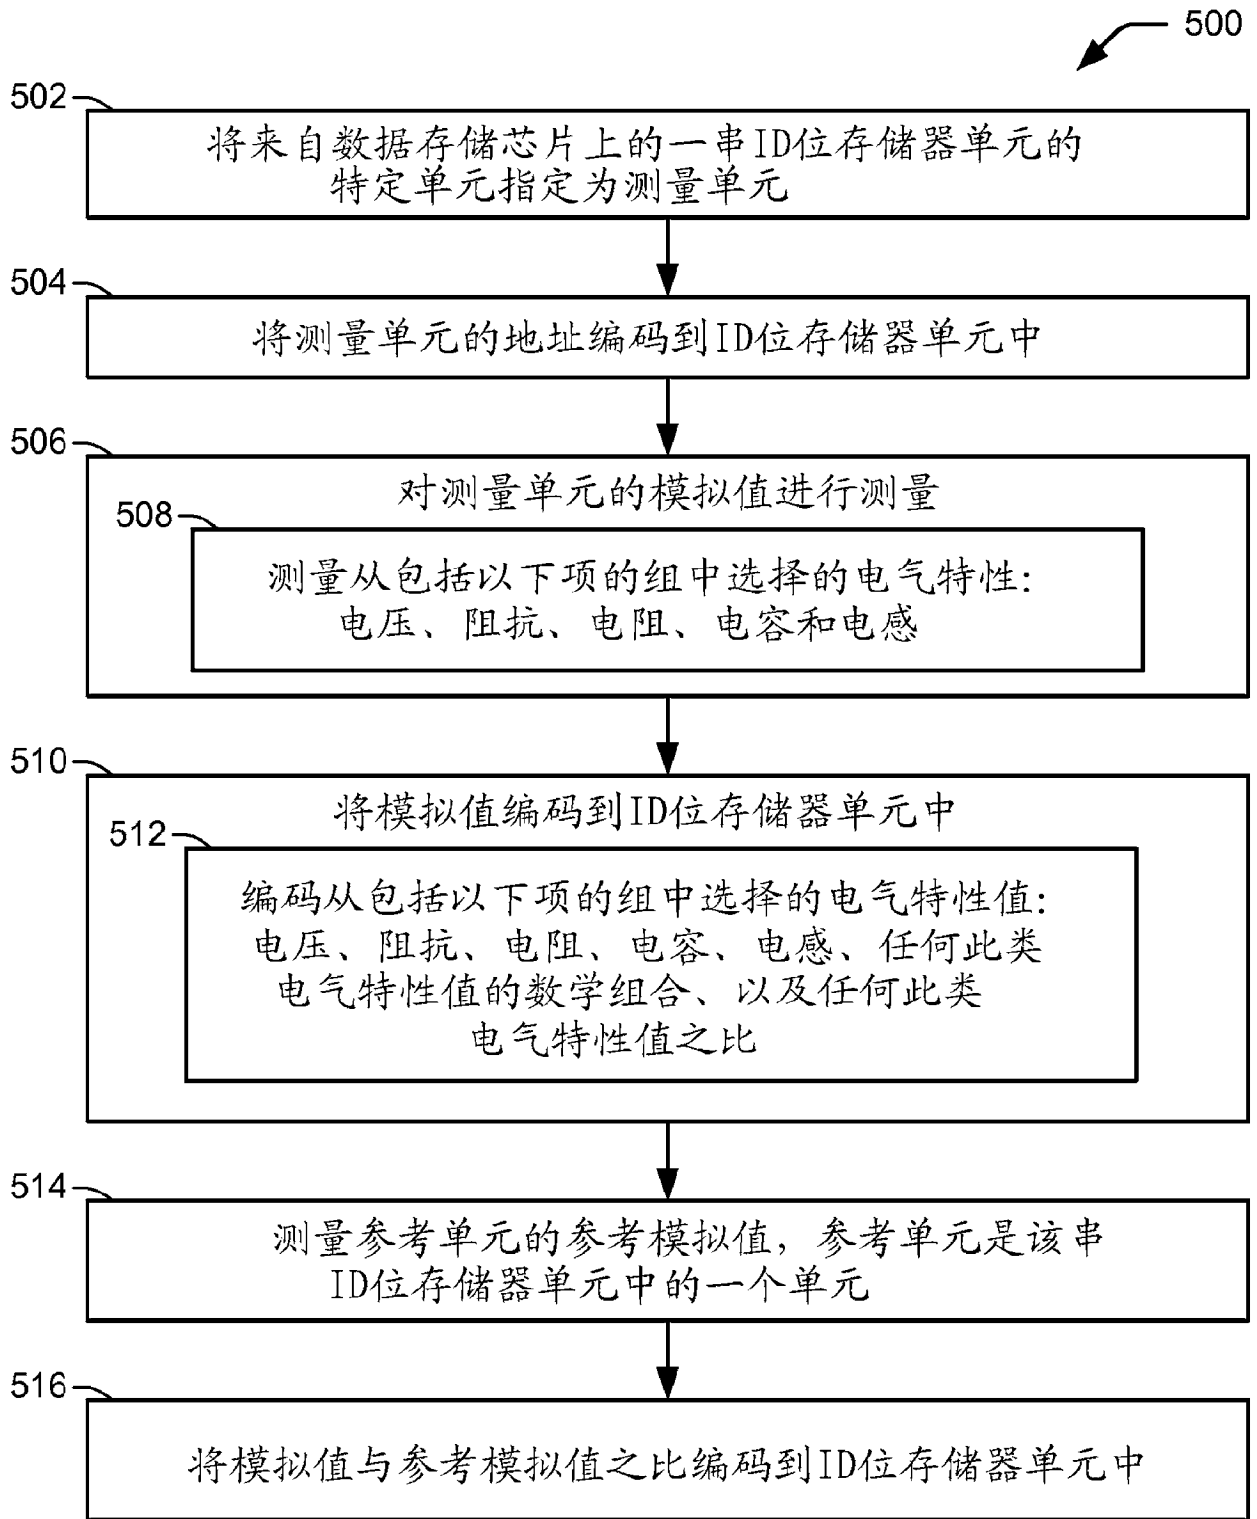 500
502
将来自数据存储芯片上的一串ID位存储器单元的
特定单元指定为测量单元
504
将测量单元的地址编码到ID位存储器单元中
506
对测量单元的模拟值进行测量
508
测量从包括以下项的组中选择的电气特性:
电压、阻抗、电阻、电容和电感
510
将模拟值编码到ID位存储器单元中
512
编码从包括以下项的组中选择的电气特性值:
电压、阻抗、电阻、电容、电感、任何此类
电气特性值的数学组合、以及任何此类
电气特性值之比
514
测量参考单元的参考模拟值，参考单元是该串
ID位存储器单元中的一个单元
516
将模拟值与参考模拟值之比编码到ID位存储器单元中